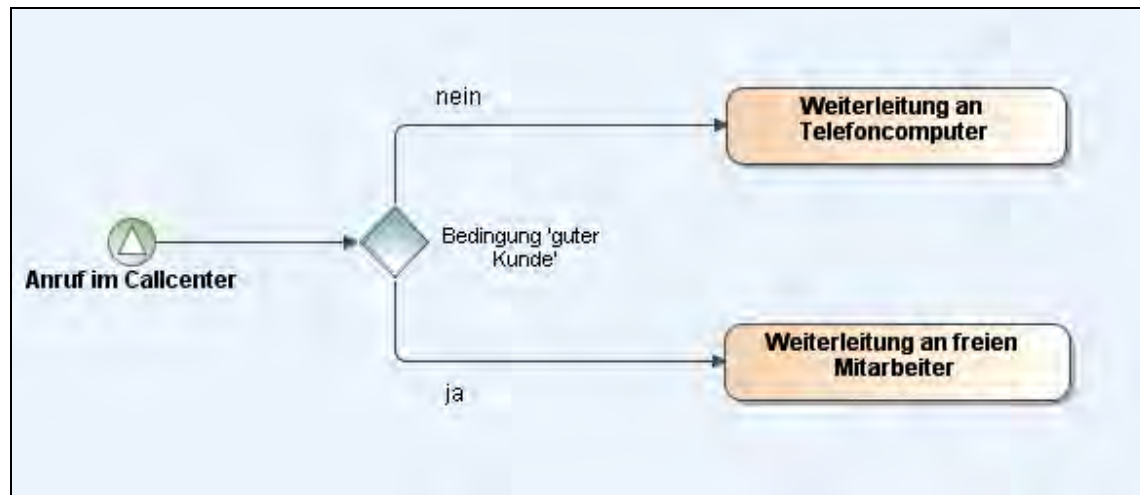 nein
Weiterleitung an
Telefoncomputer
Anruf im Callcenter
Bedingung 'guter
Kunde'
Weiterleitung an freien
Mitarbeiter
ja